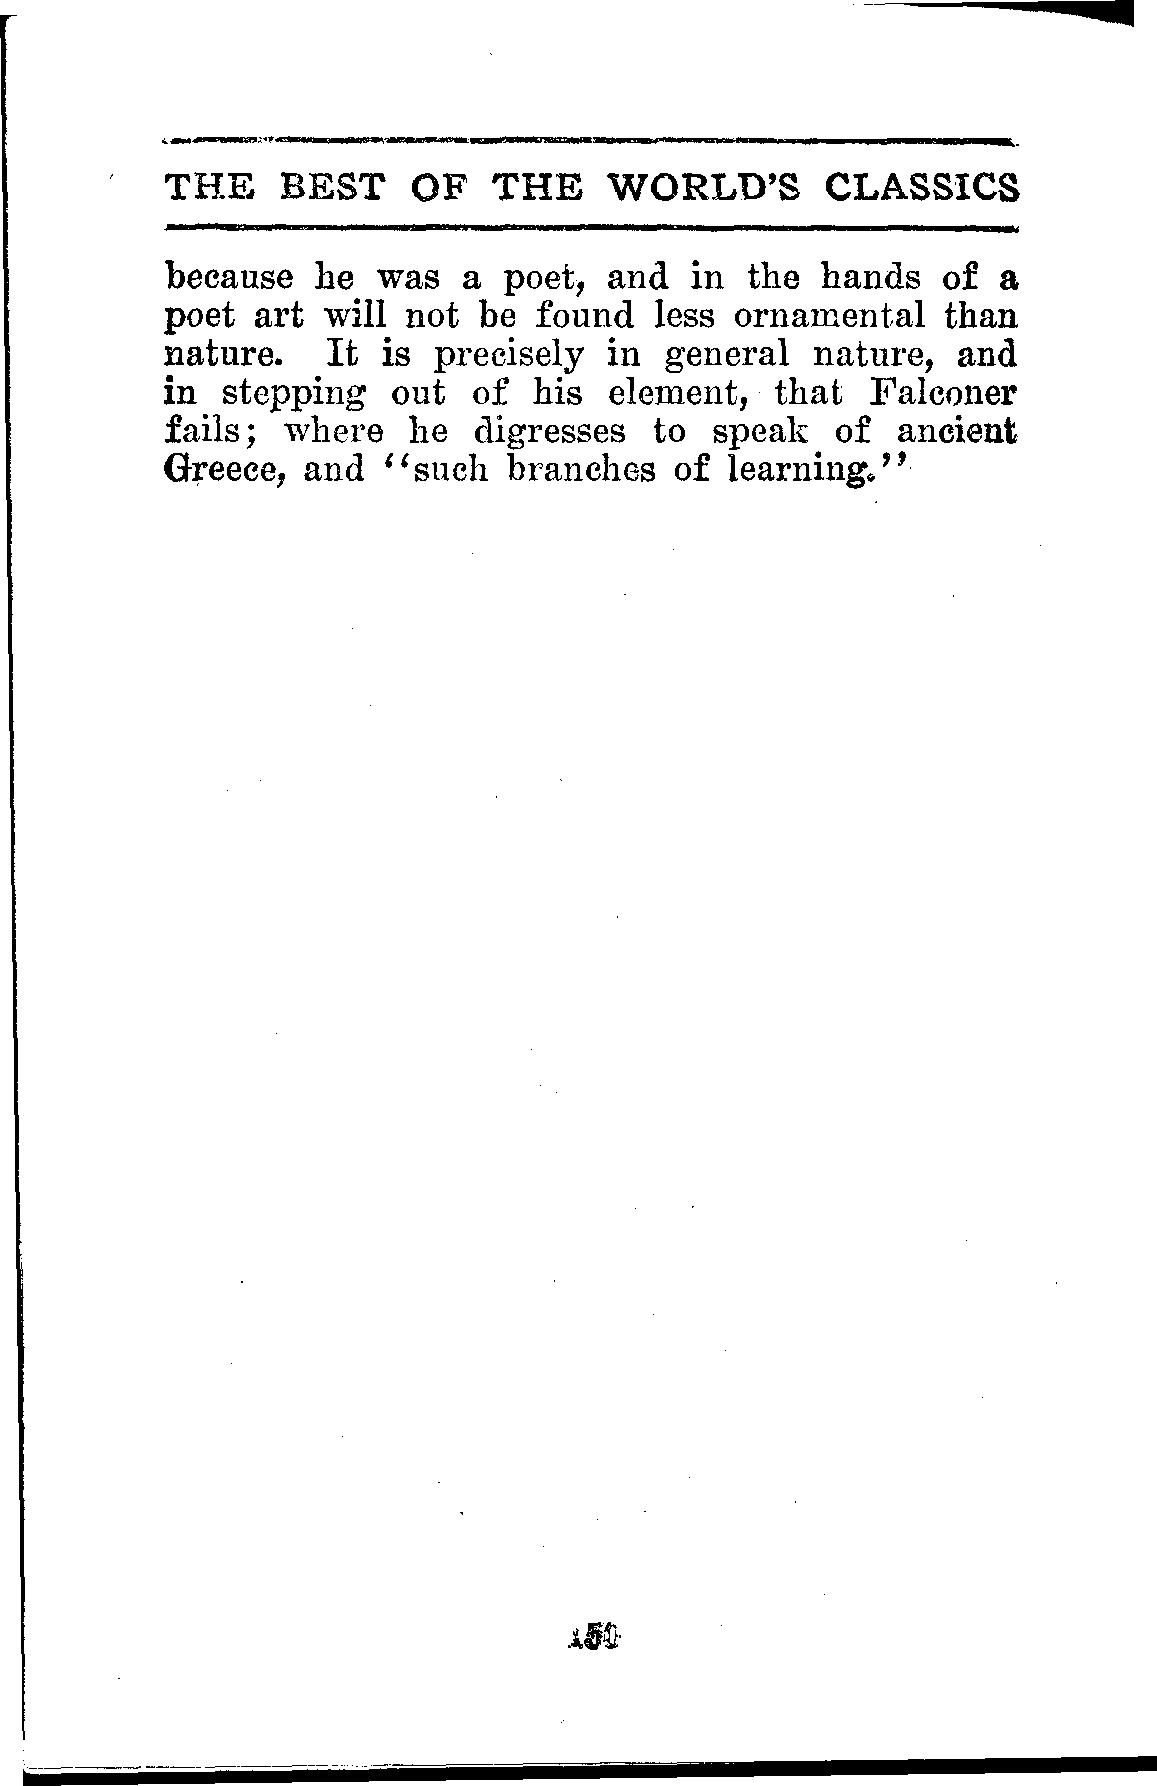 THE BEST OF THE WORLD'S CLASSICS
because he was a poet, and in the hands of a
poet art will not be found less ornamental than
nature. It is precisely in general nature, and
in stepping out of his element, that Falconer
fails; where he digresses to speak of ancient
Greece, and "such branches of learning."
150